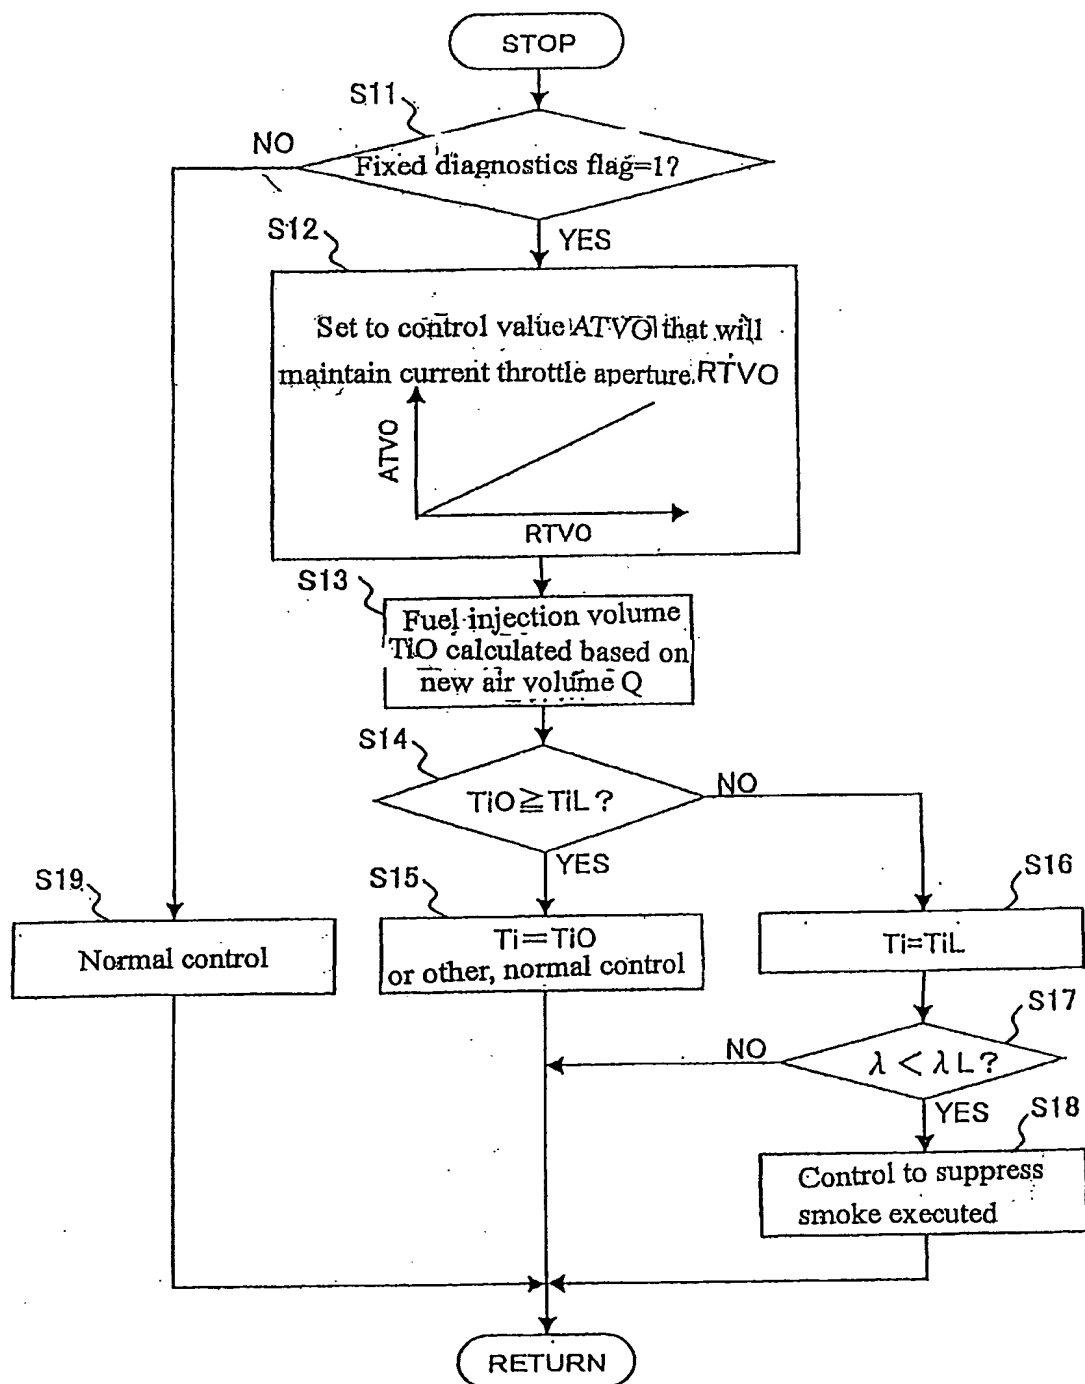 STOP
S11
NO
Fixed diagnostics flag=1?
S12
YES
Set to control value ATVO that will
maintain current throttle aperture RTVO
ATVO
RTVO
S13
Fuel injection volume
TiO calculated based on
new air volume Q
S14
TiO≧TiL?
NO
YES
S19
S15
S16
Normal control
Ti=TiO
or other, normal control
Ti=TiL
S17
NO
λ<λL?
YES
S18
Control to suppress
smoke executed
RETURN